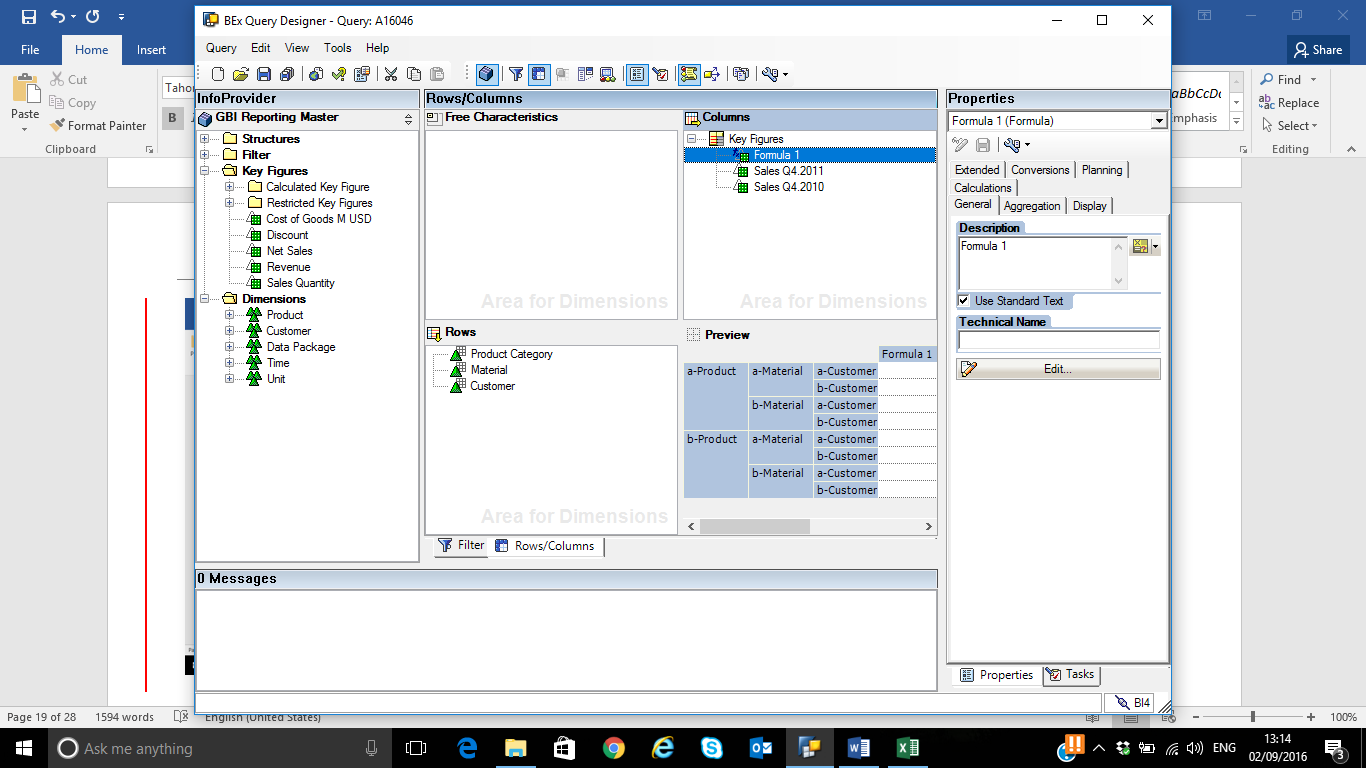 BEx Query Designer - Query: A16046
File Home Insert
Share
Query Edit View Tools Help
Cut
Copy
Format Painter
Paste
Clipboard
Tahor
B
Find
Replace
Select
Editing
InfoProvider
GBI Reporting Master
Structures
Filter
Key Figures
Calculated Key Figure
Restricted Key Figures
Cost of Goods M USD
Discount
Net Sales
Revenue
Sales Quantity
Dimensions
Product
Customer
Data Package
Time
Unit
Rows/Columns
Free Characteristics
Area for Dimensions
Columns
Key Figures
Formula 1
Sales Q4.2011
Sales Q4.2010
Area for Dimensions
Rows
Product Category
Material
Customer
Area for Dimensions
Preview
Formula 1
a-Product a-Material a-Customer
b-Customer
b-Material a-Customer
b-Customer
b-Product a-Material a-Customer
b-Customer
b-Material a-Customer
b-Customer
Filter Rows/Columns
0 Messages
Properties
Formula 1 (Formula)
Extended Conversions Planning
Calculations
General Aggregation Display
Description
Formula 1
Use Standard Text
Technical Name
Edit...
Properties Tasks
BI4
Page 19 of 28 1594 words English (United States) 100%
Ask me anything
ENG
13:14
02/09/2016
3